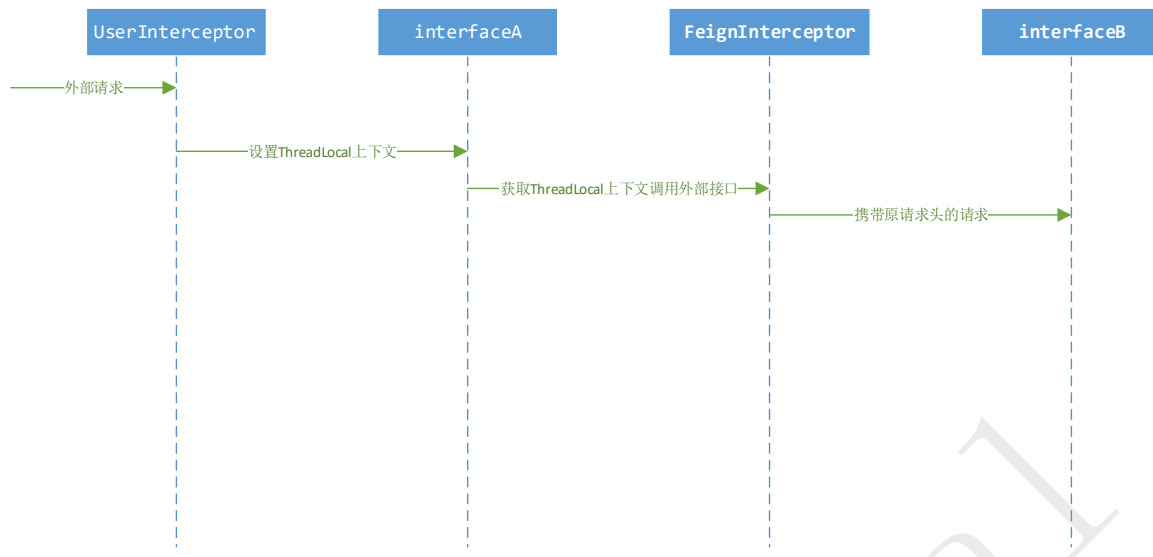 UserInterceptor
interfaceA
FeignInterceptor
interfaceB
外部请求
设置ThreadLocal上下文
获取ThreadLocal上下文调用外部接口
携带原请求头的请求